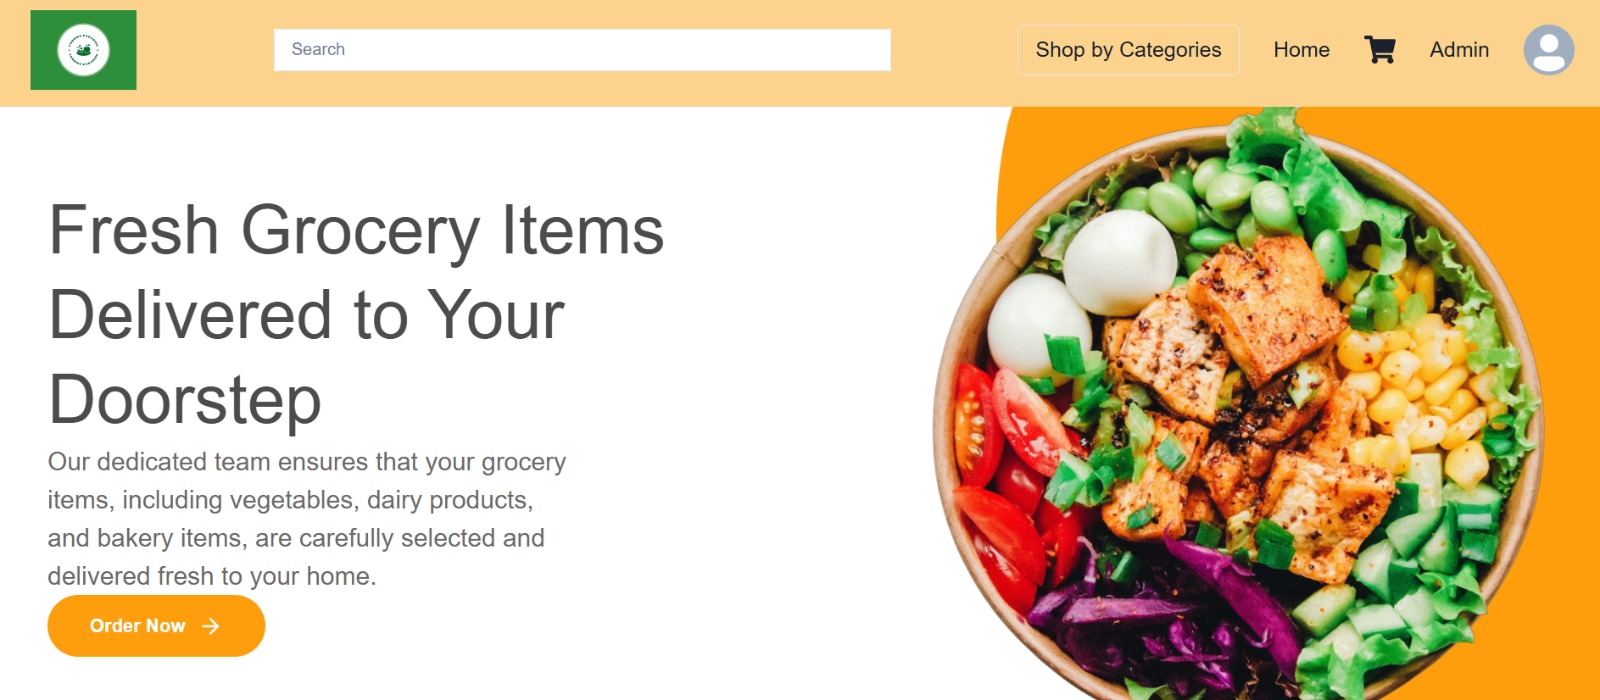 Search
Shop by Categories
Home
Admin
Fresh Grocery Items
Delivered to Your
Doorstep
Our dedicated team ensures that your grocery
items, including vegetables, dairy products,
and bakery items, are carefully selected and
delivered fresh to your home.
Order Now